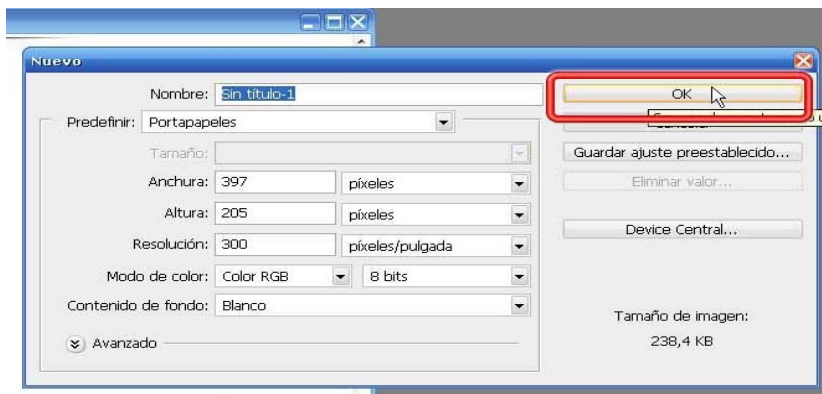 Nuevo
Nombre: Sin título-1
OK
Predefinir: Portapapeles
Tamaño:
Guardar ajuste preestablecido...
Anchura: 397 píxeles
Eliminar valor...
Altura: 205 píxeles
Device Central...
Resolución: 300 píxeles/pulgada
Modo de color: Color RGB 8 bits
Contenido de fondo: Blanco
Tamaño de imagen:
238,4 KB
Avanzado